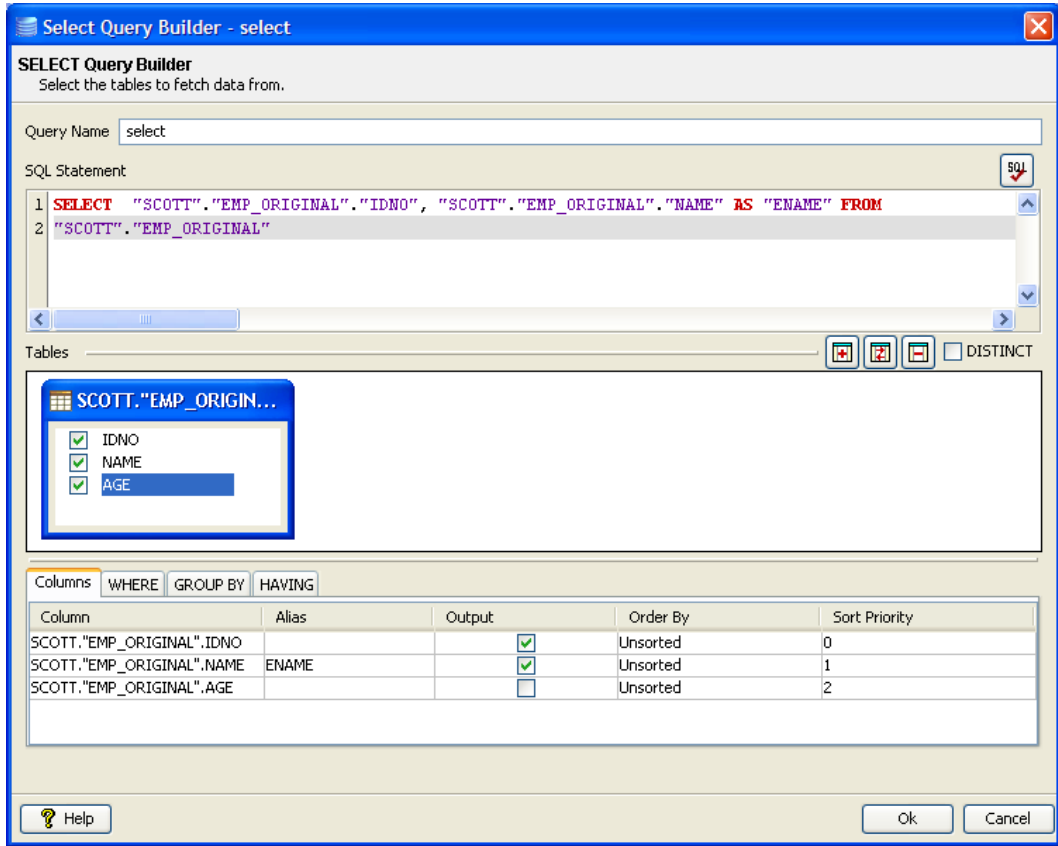 Select Query Builder - select
SELECT Query Builder
Select the tables to fetch data from.
Query Name select
SQL Statement
SQL
1 SELECT "SCOTT"."EMP_ORIGINAL"."IDNO", "SCOTT"."EMP_ORIGINAL"."NAME" AS "ENAME" FROM
2 "SCOTT"."EMP_ORIGINAL"
Tables DISTINCT
SCOTT."EMP_ORIGIN...
IDNO
NAME
AGE
Columns WHERE GROUP BY HAVING
Column Alias Output Order By Sort Priority
SCOTT."EMP_ORIGINAL".IDNO Unsorted 0
SCOTT."EMP_ORIGINAL".NAME ENAME Unsorted 1
SCOTT."EMP_ORIGINAL".AGE Unsorted 2
Help Ok Cancel